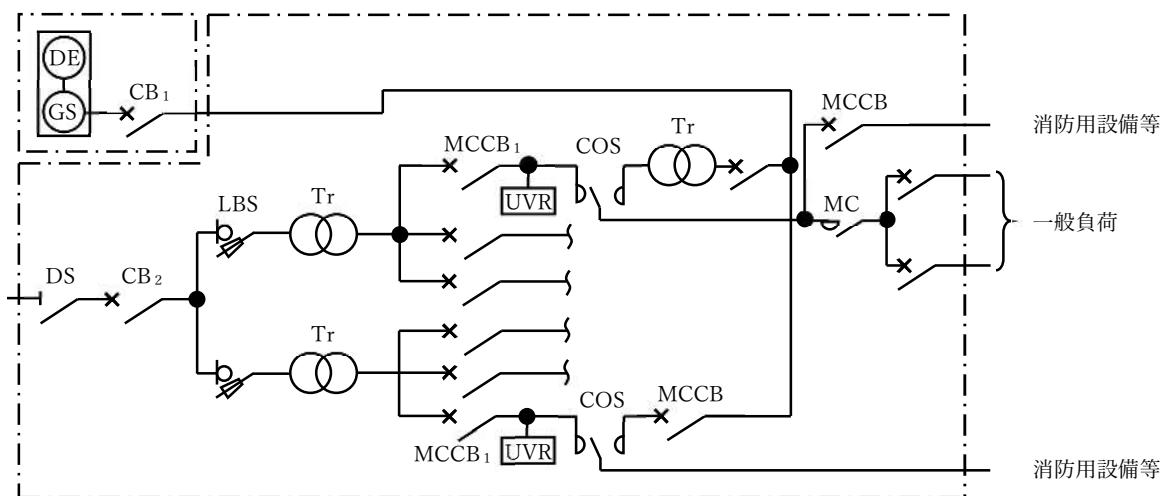 DE
GS
CB₁
MCCB
消防用設備等
MCCB₁
COS
Tr
UVR
LBS
Tr
MC
一般負荷
DS
CB₂
Tr
COS
MCCB
MCCB₁
UVR
消防用設備等